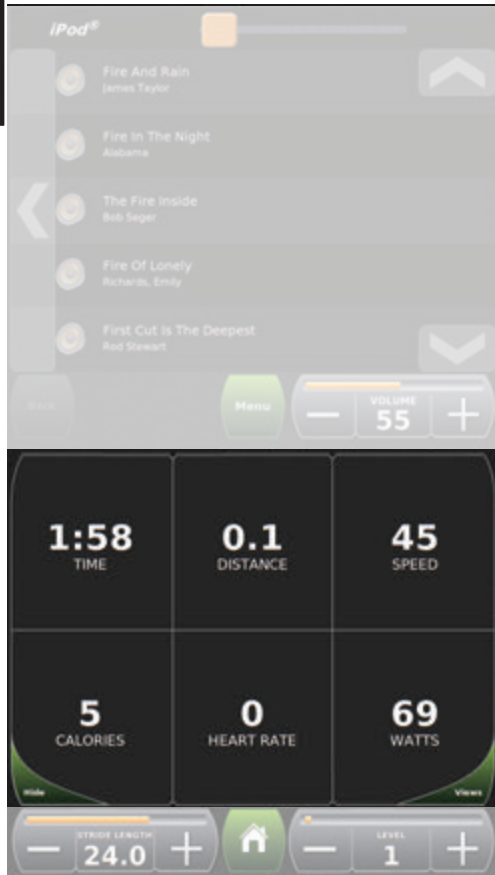 iPod®
Fire And Rain
James Taylor
Fire In The Night
Alabama
The Fire Inside
Bob Seger
Fire Of Lonely
Richards, Emily
First Cut Is The Deepest
Rod Stewart
Back
Menu
VOLUME
55
1:58
TIME
0.1
DISTANCE
45
SPEED
5
CALORIES
0
HEART RATE
69
WATTS
Hide
Views
STRIDE LENGTH
24.0
LEVEL
1